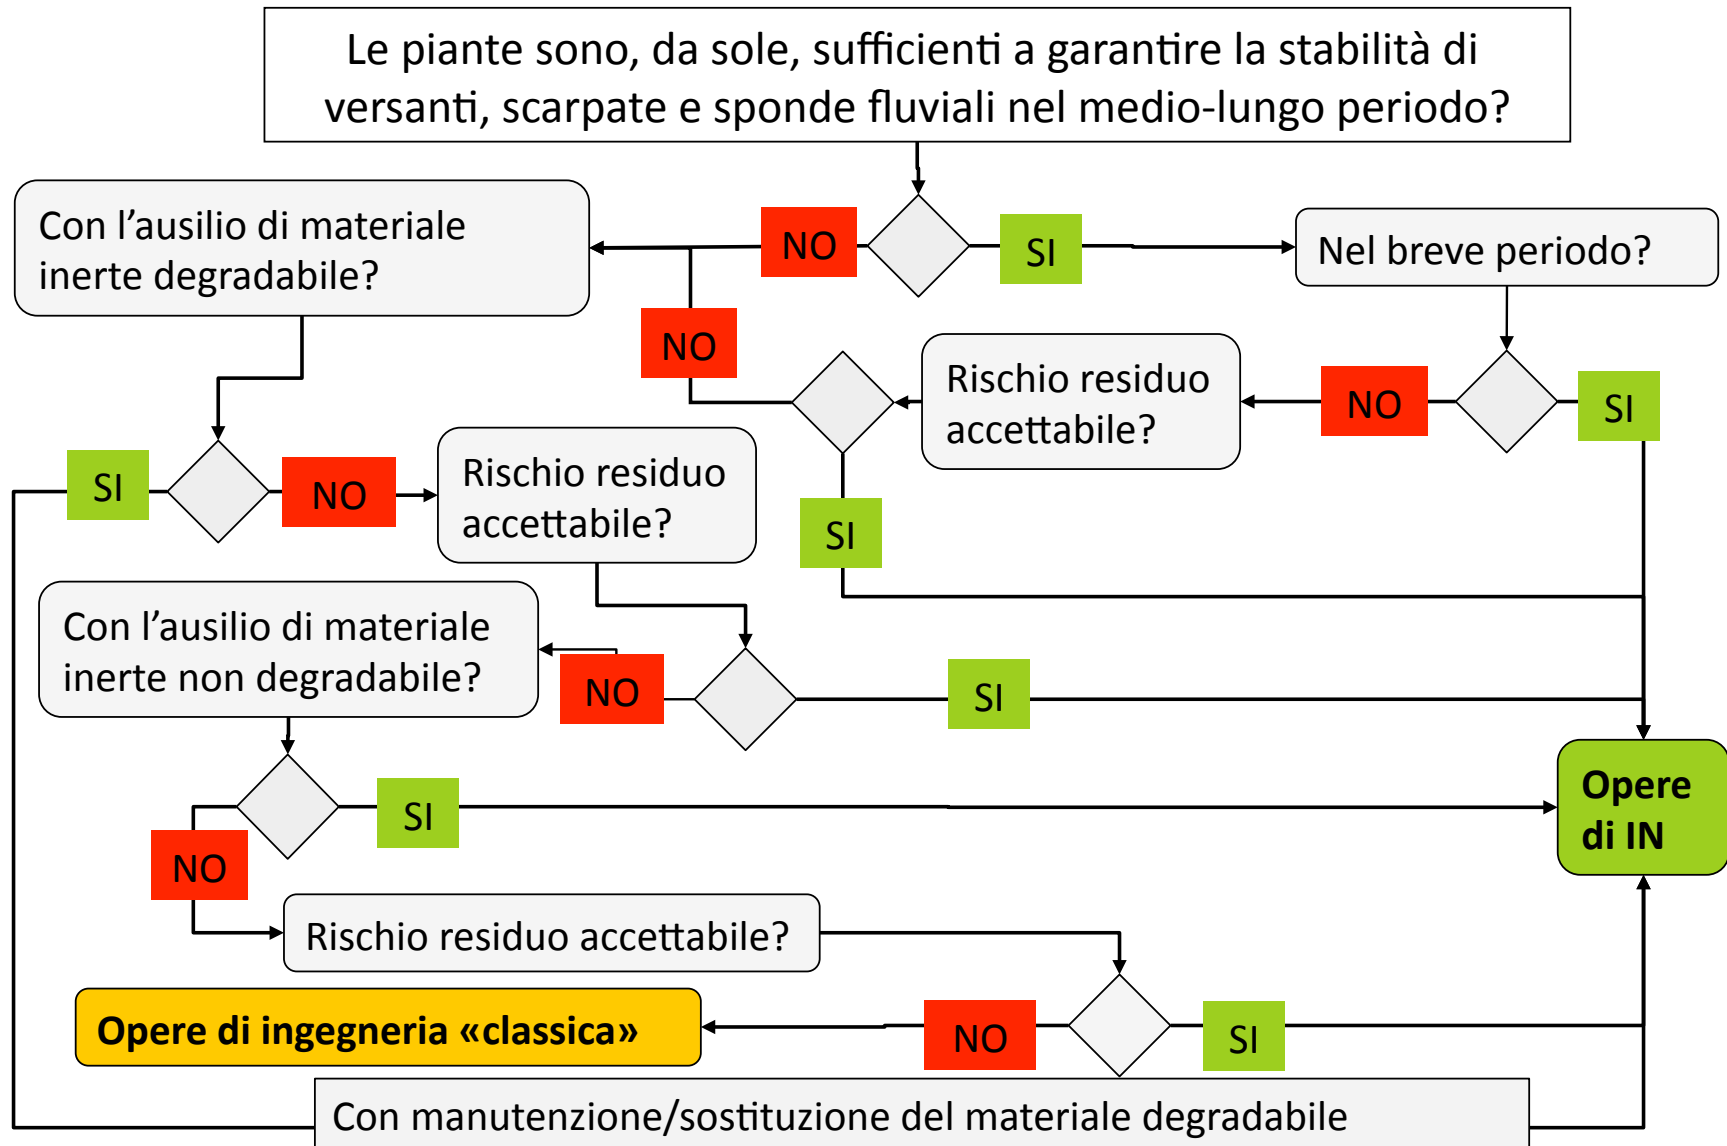 Le piante sono, da sole, sufficienti a garantire la stabilità di
versanti, scarpate e sponde fluviali nel medio-lungo periodo?
Con l’ausilio di materiale
inerte degradabile?
NO
SI
Nel breve periodo?
NO
Rischio residuo
accettabile?
NO
SI
SI
NO
Rischio residuo
accettabile?
SI
Con l’ausilio di materiale
inerte non degradabile?
NO
SI
SI
NO
Opere
di IN
Rischio residuo accettabile?
Opere di ingegneria «classica»
NO
SI
Con manutenzione/sostituzione del materiale degradabile